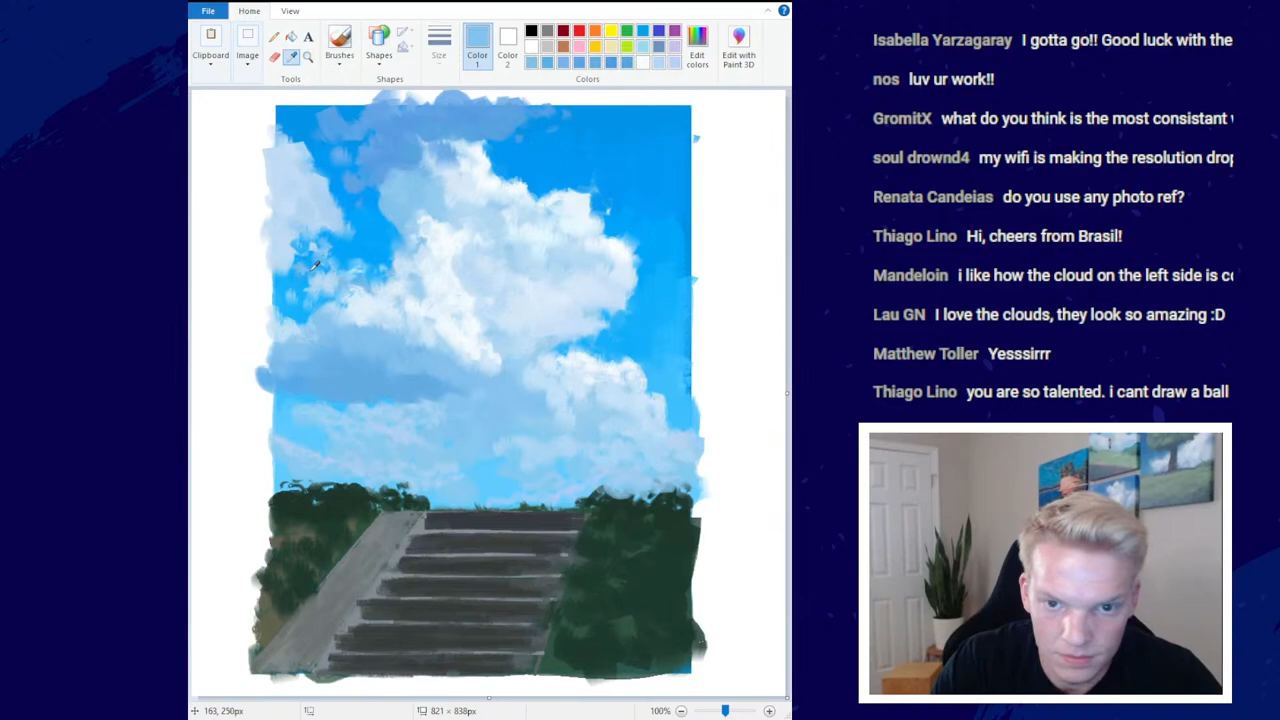 File Home View
Clipboard
Image
Tools
Brushes
Shapes
Shapes
Size
Color 1
Color 2
Colors
Edit colors
Edit with Paint 3D
Isabella Yarzagaray I gotta go!! Good luck with the
nos luv ur work!!
GromitX what do you think is the most consistant
soul drownd4 my wifi is making the resolution drop
Renata Candeias do you use any photo ref?
Thiago Lino Hi, cheers from Brasil!
Mandeloin i like how the cloud on the left side is
Lau GN I love the clouds, they look so amazing :D
Matthew Toller Yesssirrr
Thiago Lino you are so talented. i cant draw a ball
163, 250px 821 × 838px 100%